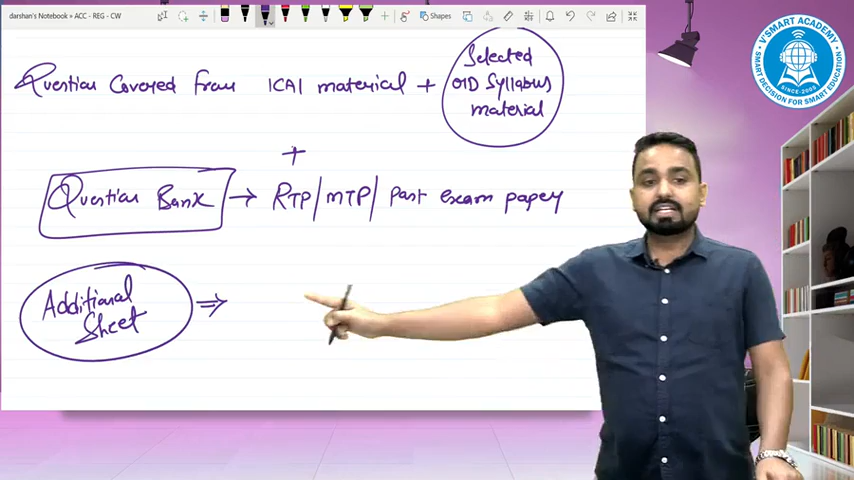 darshan's Notebook » ACC - REG - CW
Shapes
Question Covered from ICAI material +
Selected
OlD Syllabus
material
+
Question Bank → RTP/MTP/ Past exam paper
Additional
Sheet ⇒
V'SMART ACADEMY
SINCE-2005
SMART DECISION FOR SMART EDUCATION